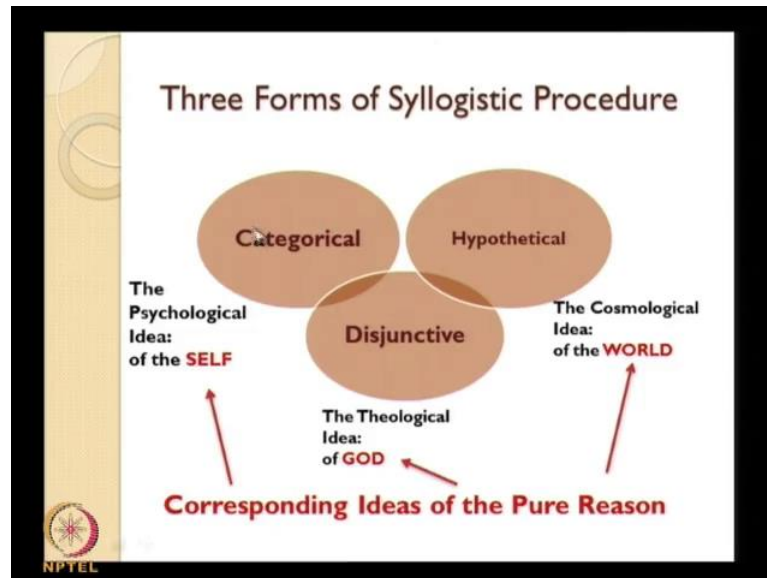 Three Forms of Syllogistic Procedure
Categorical
Hypothetical
Disjunctive
The
Psychological
Idea:
of the SELF
The Cosmological
Idea:
of the WORLD
The Theological
Idea:
of GOD
Corresponding Ideas of the Pure Reason
NPTEL